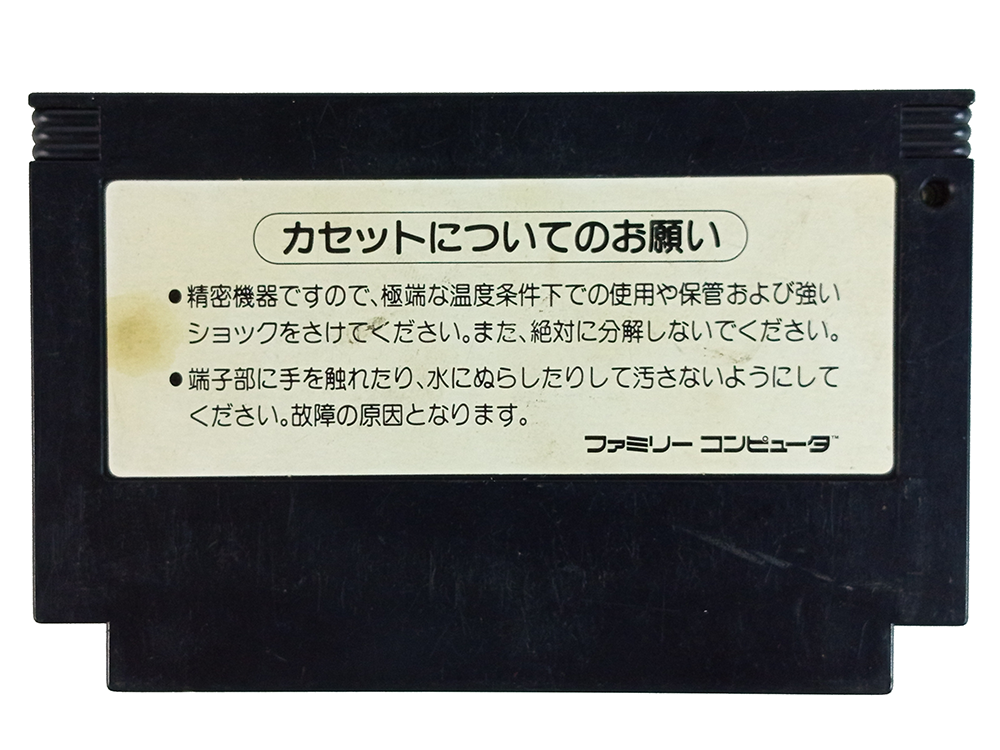 カセットについてのお願い
●精密機器ですので、極端な温度条件下での使用や保管および強い
ショックをさけてください。また、絶対に分解しないでください。
●端子部に手を触れたり、水にぬらしたりして汚さないようにして
ください。故障の原因となります。
ファミリー コンピュータ™